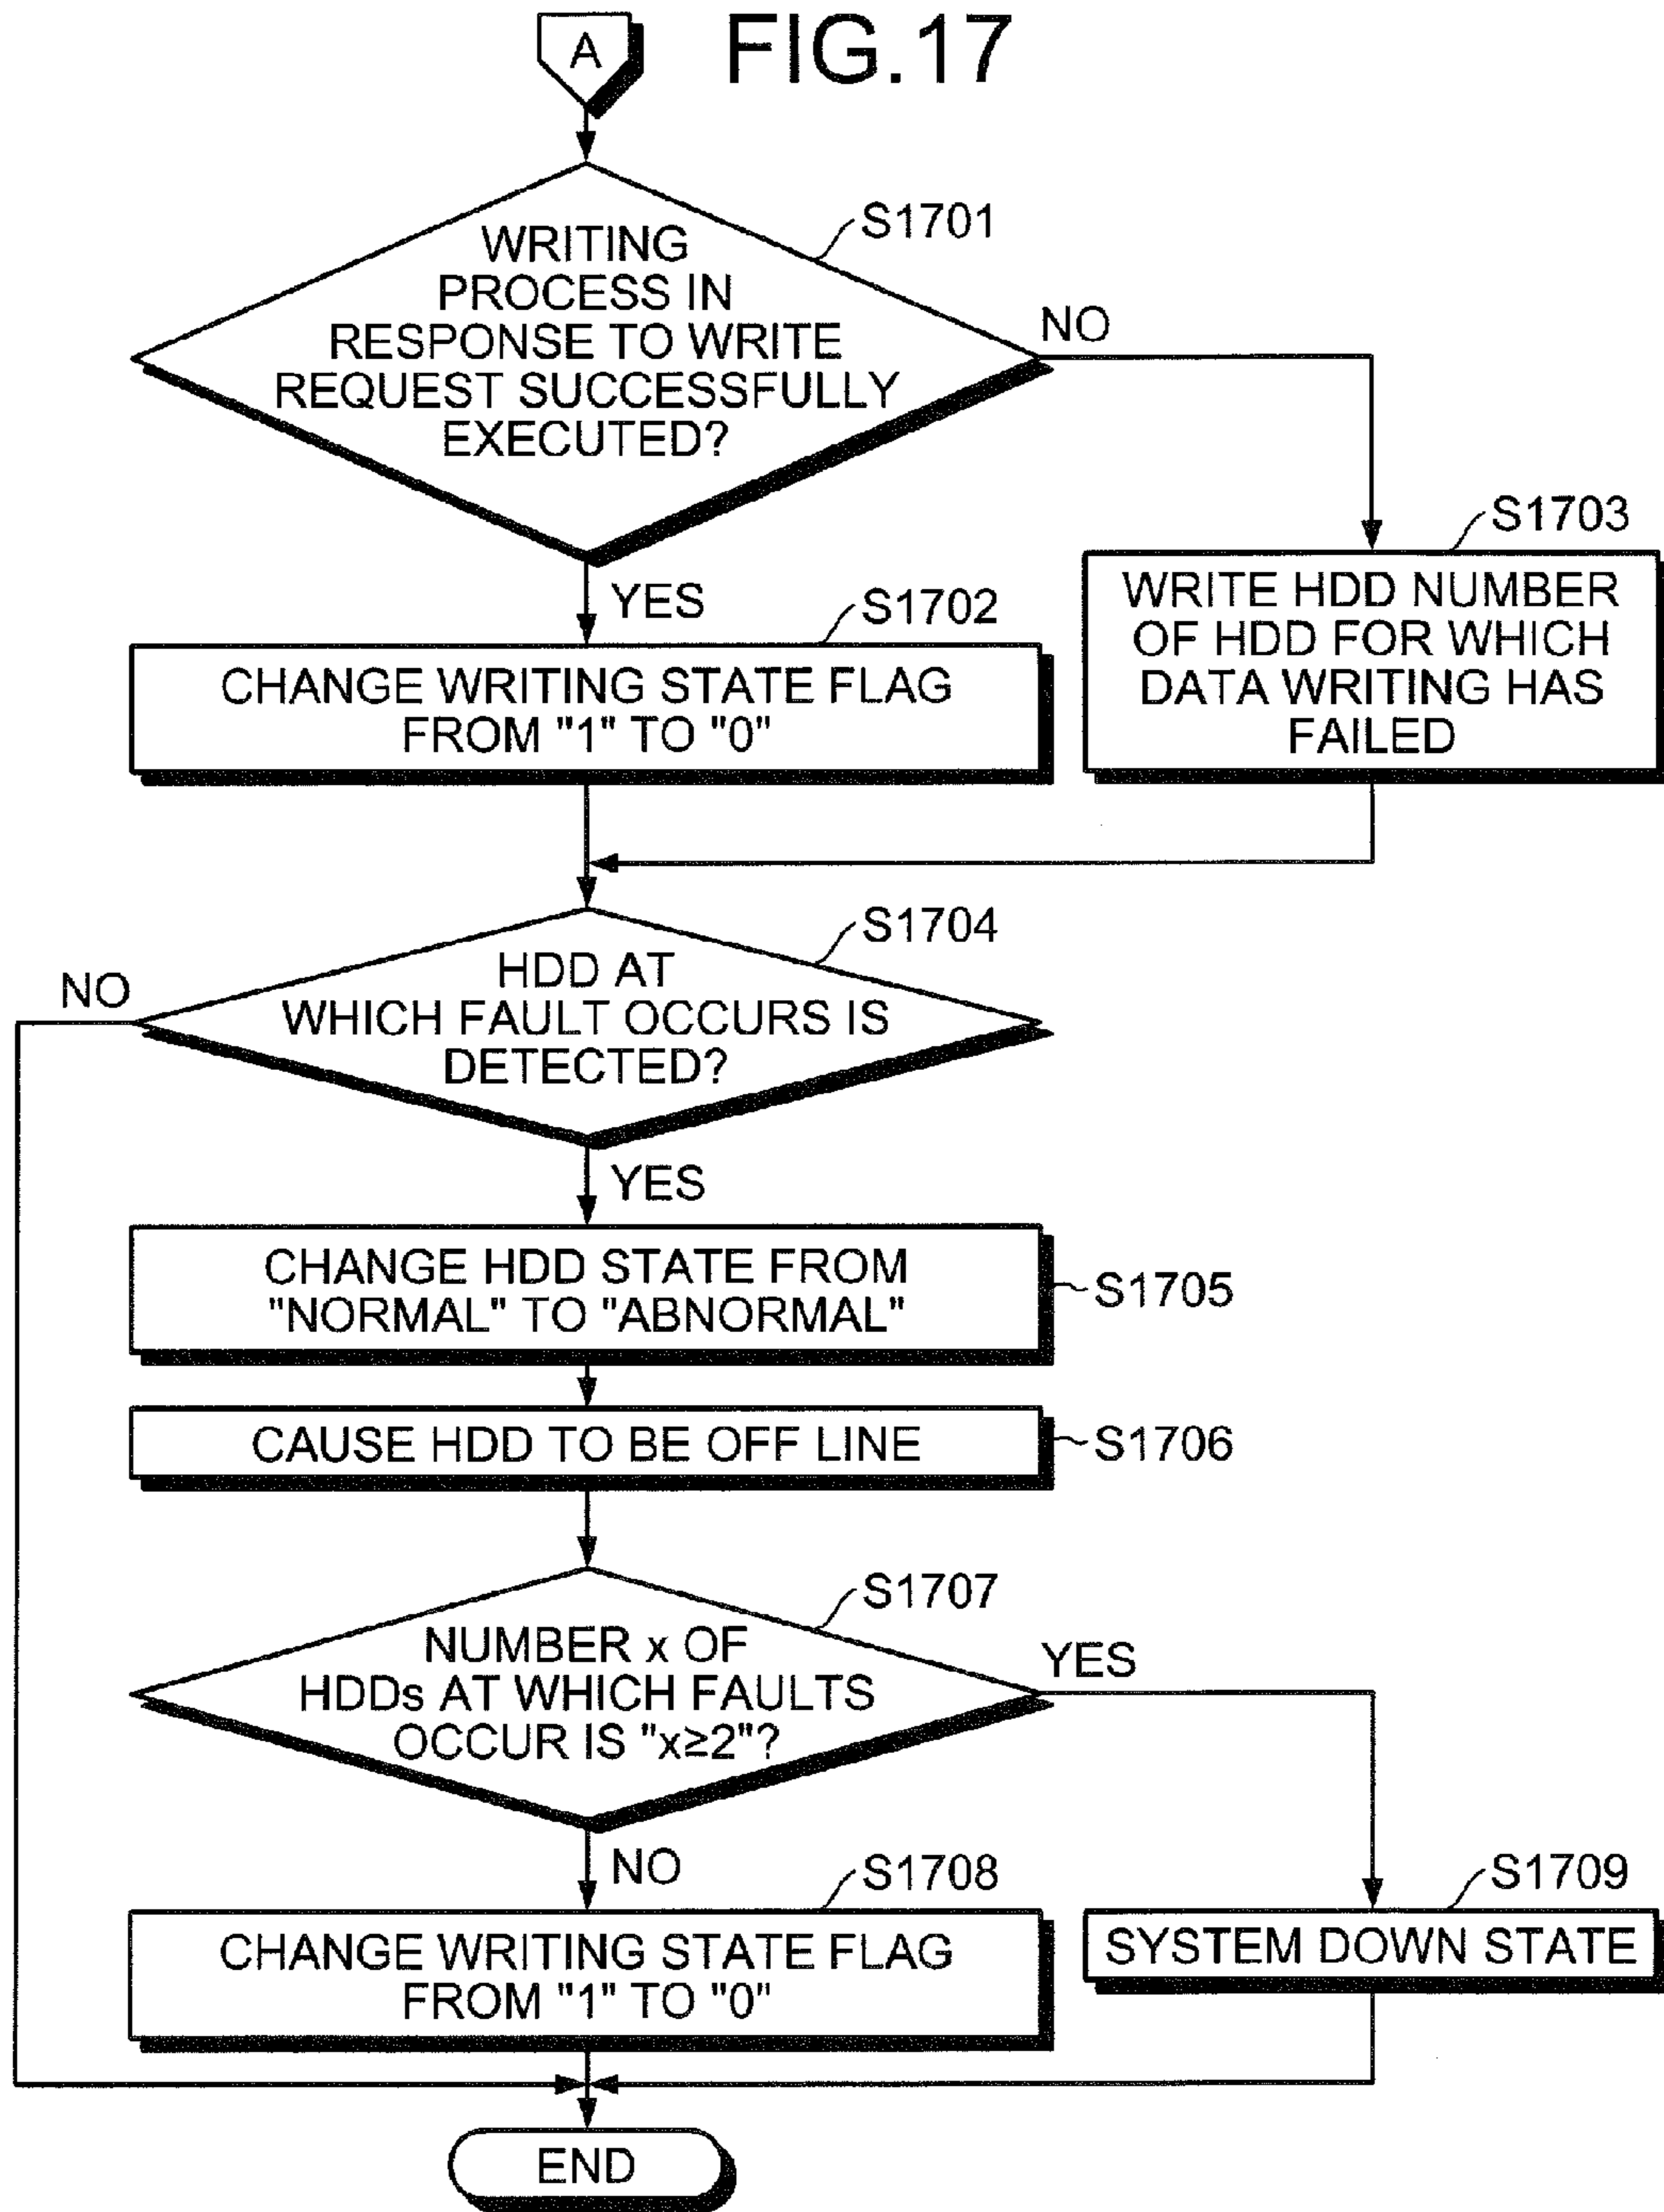 FIG.17
A
S1701
WRITING
PROCESS IN
RESPONSE TO WRITE
REQUEST SUCCESSFULLY
EXECUTED?
NO
S1703
WRITE HDD NUMBER
OF HDD FOR WHICH
DATA WRITING HAS
FAILED
YES
S1702
CHANGE WRITING STATE FLAG
FROM "1" TO "0"
S1704
HDD AT
WHICH FAULT OCCURS IS
DETECTED?
NO
YES
CHANGE HDD STATE FROM
"NORMAL" TO "ABNORMAL"
S1705
CAUSE HDD TO BE OFF LINE
S1706
S1707
NUMBER x OF
HDDs AT WHICH FAULTS
OCCUR IS "x≥2"?
YES
NO
S1708
CHANGE WRITING STATE FLAG
FROM "1" TO "0"
S1709
SYSTEM DOWN STATE
END